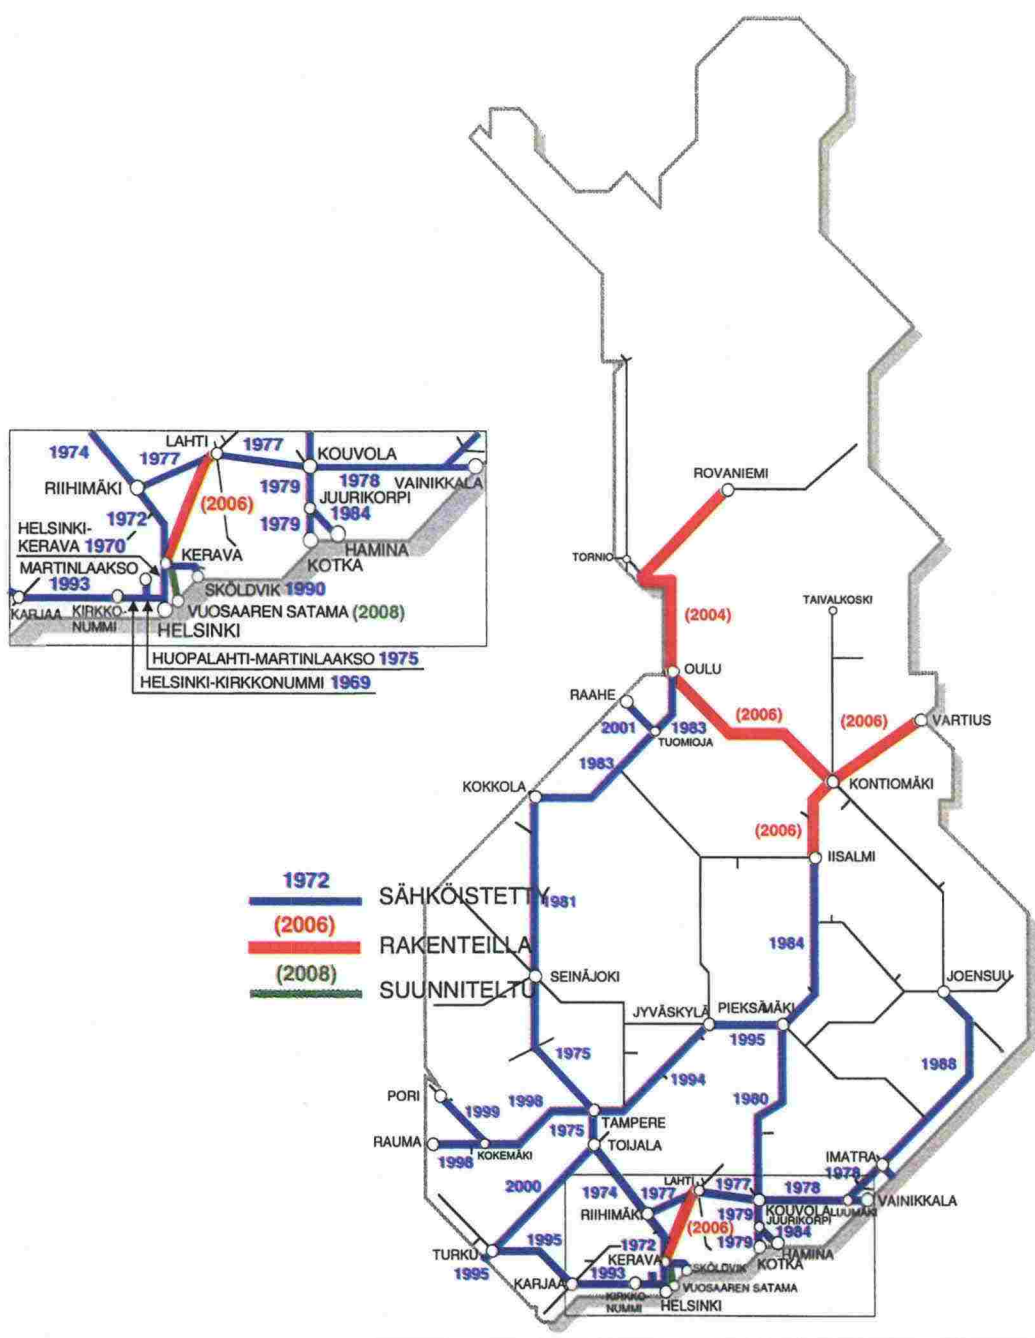 ROVANIEMI
TORNIO
TAIVALKOSKI
(2004)
OULU
RAAHE
(2006)
(2006)
VARTIUS
2001
1983
TUOMIOJA
1983
KOKKOLA
KONTIOMÄKI
(2006)
IISALMI
1981
1984
SEINÄJOKI
JOENSUU
JYVÄSKYLÄ
PIEKSÄMÄKI
1995
1975
1994
1988
PORI
1999
1998
1980
TAMPERE
1975
RAUMA
1998
KOKEMÄKI
TOIJALA
IMATRA
1978
2000
LAHTI
1974
1977
1977
1978
VAINIKKALA
LUUMÄKI
KOUVOLA
1979
JUURIKORPI
RIIHIMÄKI
(2006)
1984
1972
1979
HAMINA
KOTKA
TURKU
1995
1995
KERAVA
SKÖLDVIK
KARJAA
1993
KIRKKO-
NUMMI
VUOSAAREN SATAMA
HELSINKI
LAHTI
1974
1977
1977
KOUVOLA
1978
VAINIKKALA
RIIHIMÄKI
1979
JUURIKORPI
(2006)
1984
1972
1979
HAMINA
KOTKA
HELSINKI-
KERAVA 1970
KERAVA
MARTINLAAKSO
1993
SKÖLDVIK 1990
KARJAA
KIRKKO-
NUMMI
VUOSAAREN SATAMA (2008)
HELSINKI
HUOPALAHTI-MARTINLAAKSO 1975
HELSINKI-KIRKKONUMMI 1969
1972
SÄHKÖISTETTY
(2006)
RAKENTEILLA
(2008)
SUUNNITELTU